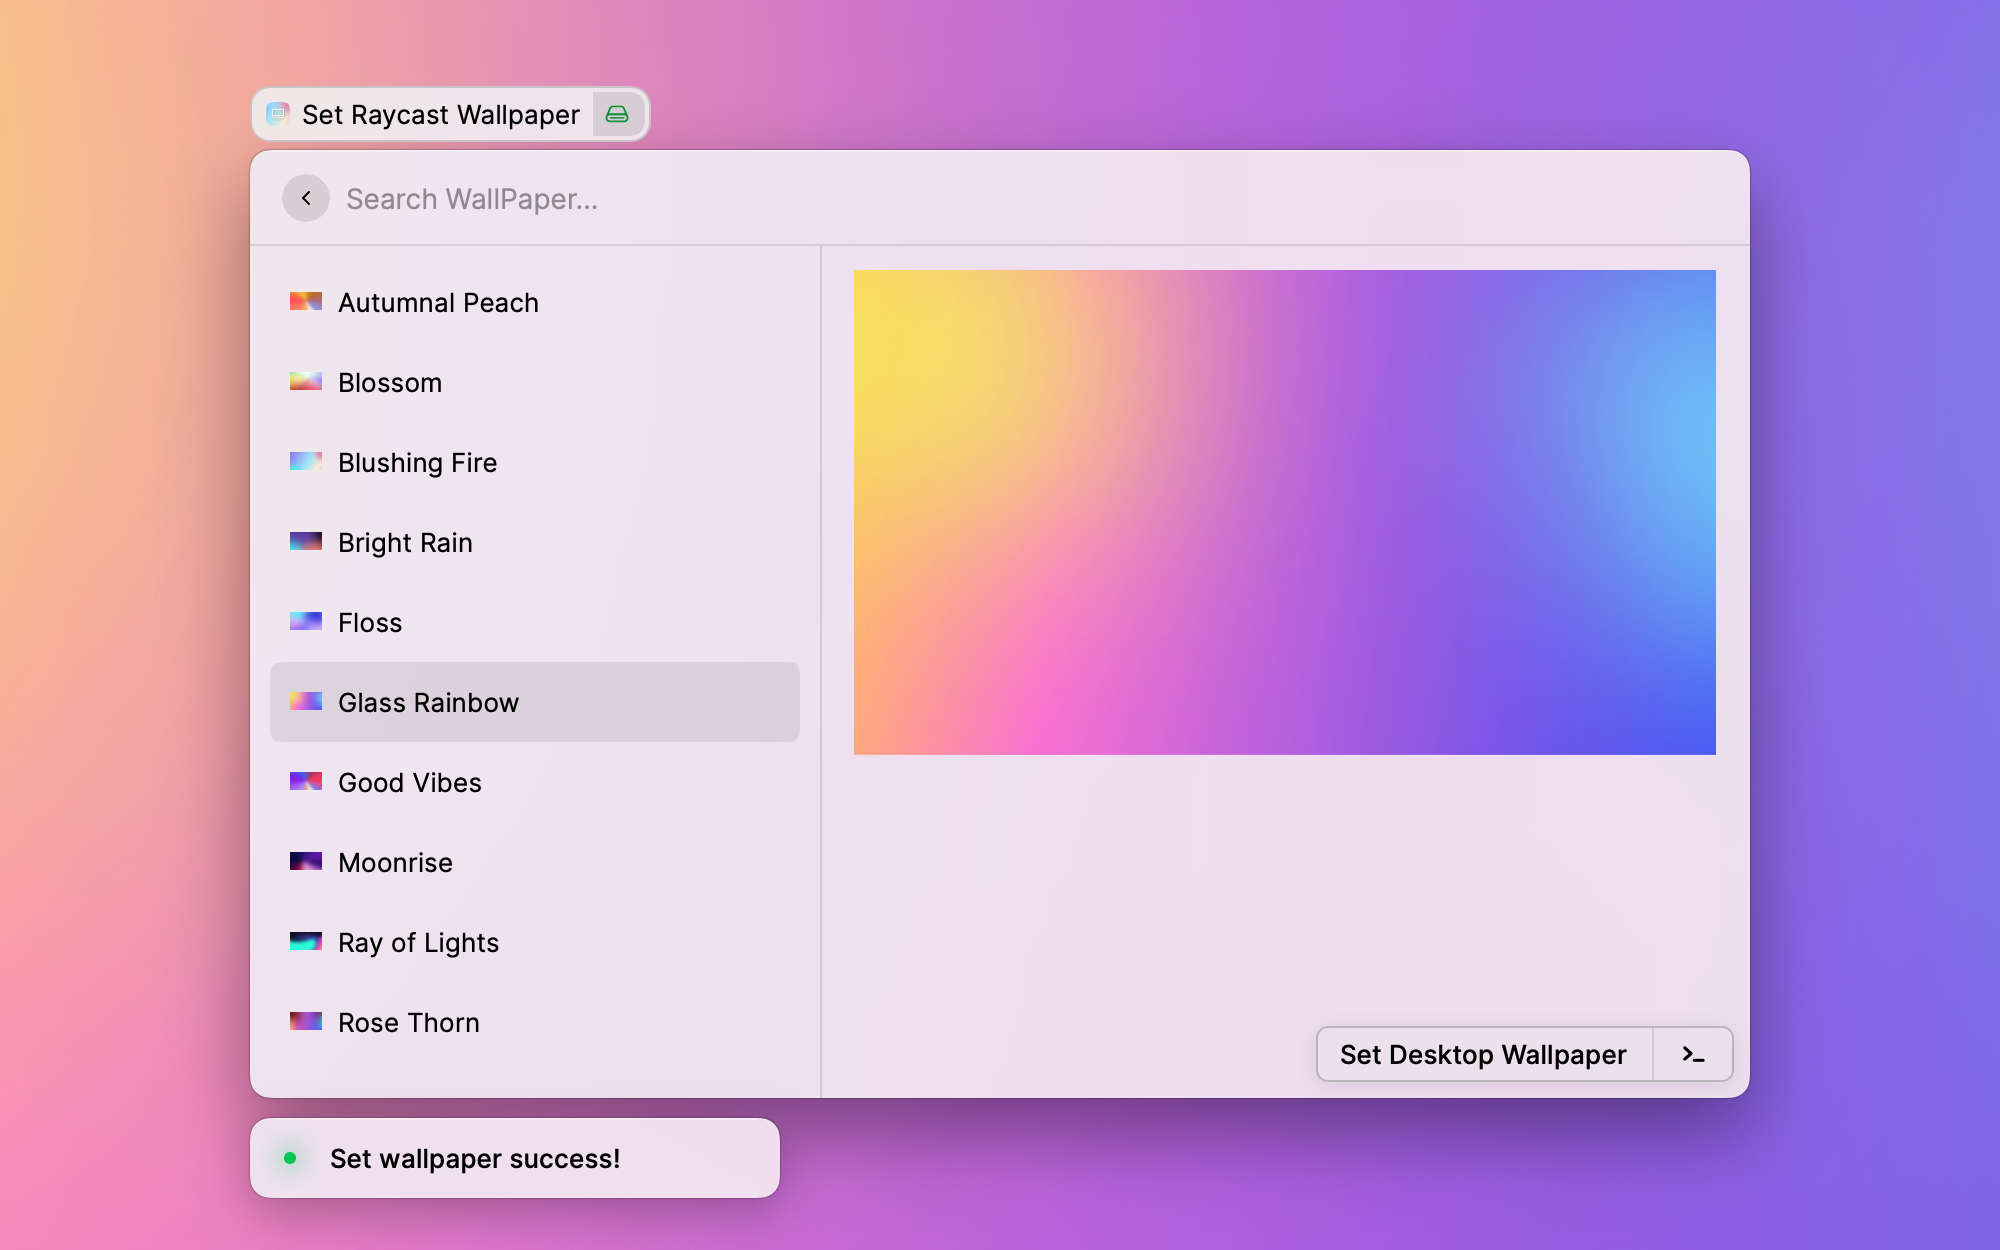 Set Raycast Wallpaper
Search WallPaper...
Autumnal Peach
Blossom
Blushing Fire
Bright Rain
Floss
Glass Rainbow
Good Vibes
Moonrise
Ray of Lights
Rose Thorn
Set Desktop Wallpaper
Set wallpaper success!